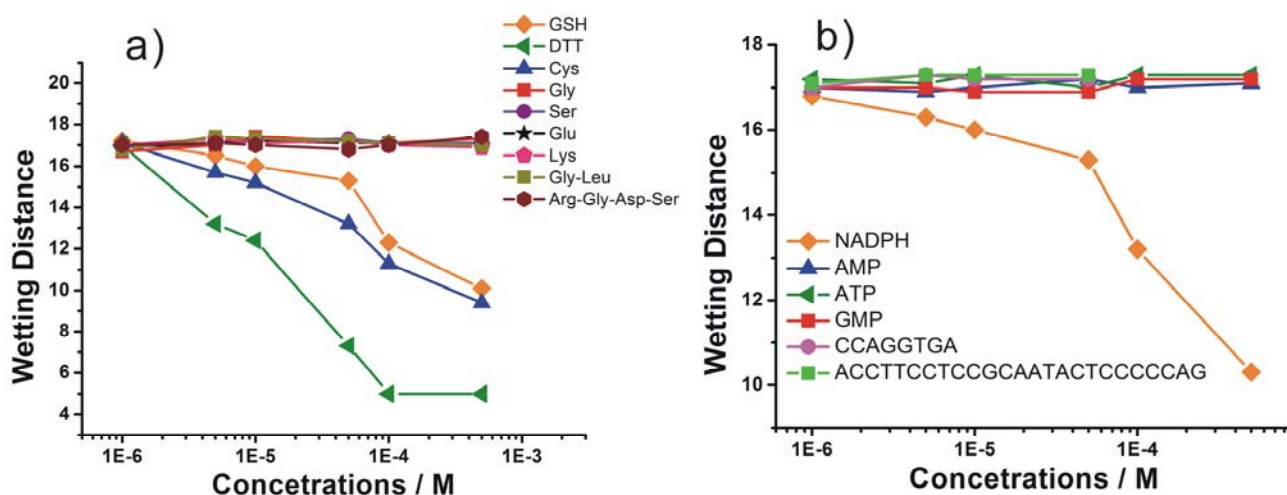 a)
GSH
DTT
Cys
Gly
Ser
Glu
Lys
Gly-Leu
Arg-Gly-Asp-Ser
20
18
16
14
12
10
8
6
4
Wetting Distance
1E-6 1E-5 1E-4 1E-3
Concetrations / M
b)
18
16
14
12
10
Wetting Distance
NADPH
AMP
ATP
GMP
CCAGGTGA
ACCTTCCTCCGCAATACTCCCCCAG
1E-6 1E-5 1E-4
Concetrations / M